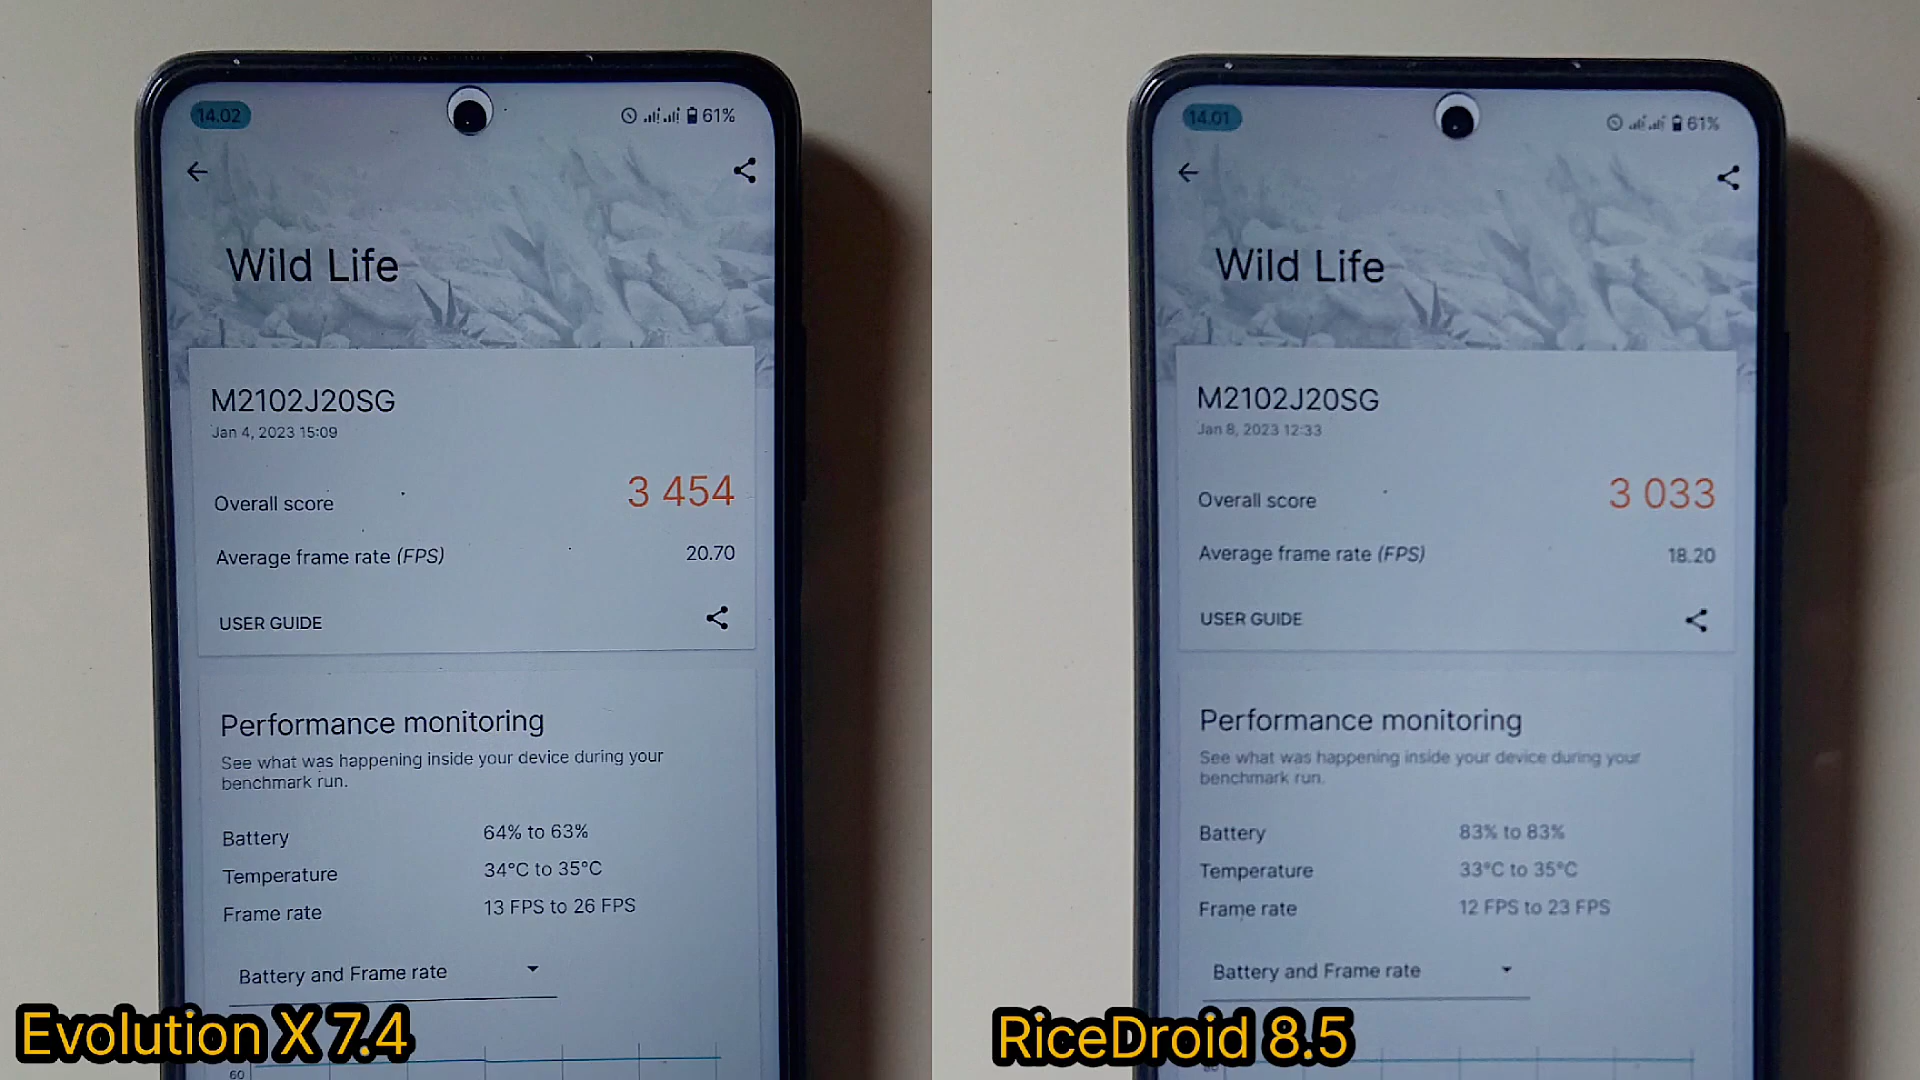 14.02
61%
Wild Life
M2102J20SG
Jan 4, 2023 15:09
Overall score 3 454
Average frame rate (FPS) 20.70
USER GUIDE
Performance monitoring
See what was happening inside your device during your
benchmark run.
Battery 64% to 63%
Temperature 34°C to 35°C
Frame rate 13 FPS to 26 FPS
Battery and Frame rate
60
Evolution X 7.4
14.01
61%
Wild Life
M2102J20SG
Jan 8, 2023 12:33
Overall score 3 033
Average frame rate (FPS) 18.20
USER GUIDE
Performance monitoring
See what was happening inside your device during your
benchmark run.
Battery 83% to 83%
Temperature 33°C to 35°C
Frame rate 12 FPS to 23 FPS
Battery and Frame rate
RiceDroid 8.5